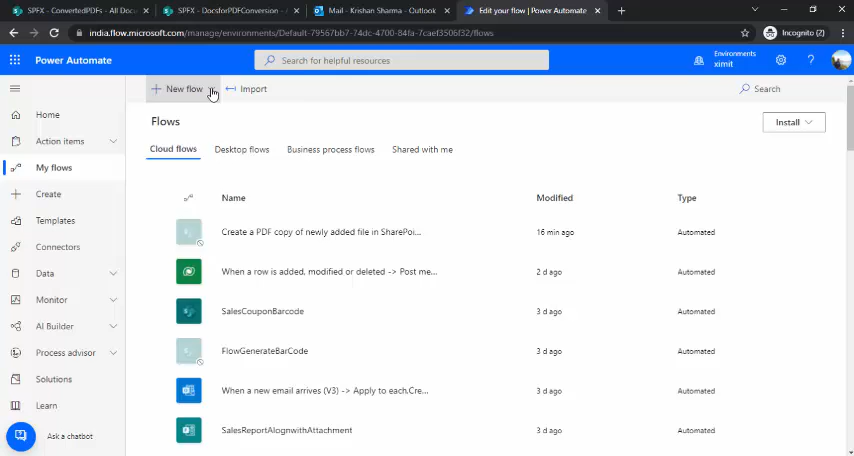 SPFX - ConvertedPDFs - All Docu
SPFX - DocsforPDFConversion - A
Mail - Krishan Sharma - Outlook
Edit your flow | Power Automate
india.flow.microsoft.com/manage/environments/Default-79567bb7-74dc-4700-84fa-7caef3506f32/flows
Incognito (2)
Power Automate
Search for helpful resources
Environments
ximit
New flow
Import
Search
Home
Action items
My flows
Create
Templates
Connectors
Data
Monitor
AI Builder
Process advisor
Solutions
Learn
Ask a chatbot
Flows
Install
Cloud flows
Desktop flows
Business process flows
Shared with me
Name
Modified
Type
Create a PDF copy of newly added file in SharePoi...
16 min ago
Automated
When a row is added, modified or deleted -> Post me...
2 d ago
Automated
SalesCouponBarcode
3 d ago
Automated
FlowGenerateBarCode
3 d ago
Automated
When a new email arrives (V3) -> Apply to each.Cre...
3 d ago
Automated
SalesReportAlognwithAttachment
3 d ago
Automated